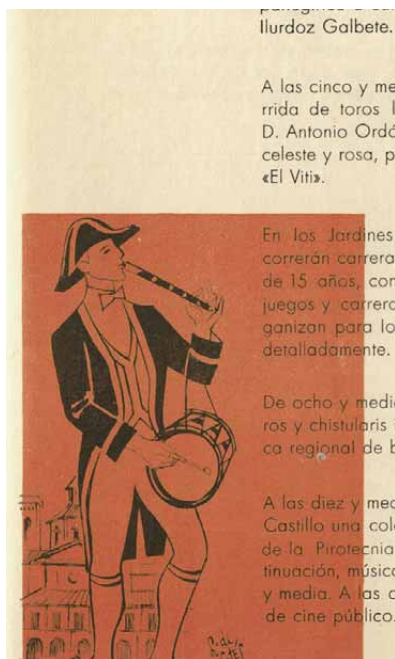 Ilurdoz Galbete.
A las cinco y me
rrida de toros l
D. Antonio Ordó
celeste y rosa, p
«El Viti».
En los Jardines
correrán carrera
de 15 años, con
juegos y carrera
ganizan para lo
detalladamente.
De ocho y medi
ros y chistularis
ca regional de b
A las diez y med
Castillo una col
de la Pirotecnia
tinuación, música
y media. A las d
de cine público.